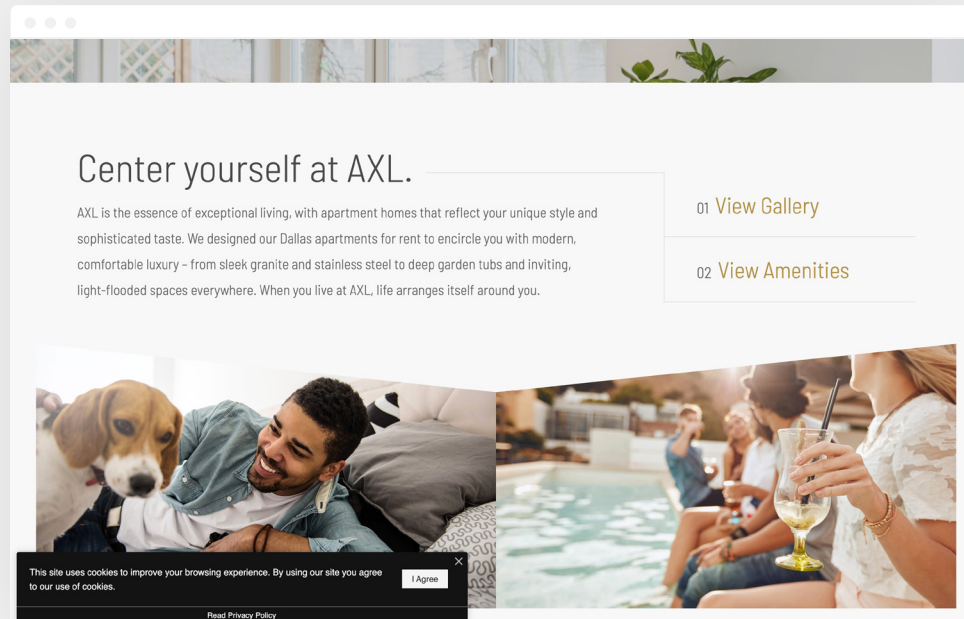 Center yourself at AXL.
AXL is the essence of exceptional living, with apartment homes that reflect your unique style and
sophisticated taste. We designed our Dallas apartments for rent to encircle you with modern,
comfortable luxury – from sleek granite and stainless steel to deep garden tubs and inviting,
light-flooded spaces everywhere. When you live at AXL, life arranges itself around you.
01 View Gallery
02 View Amenities
This site uses cookies to improve your browsing experience. By using our site you agree
to our use of cookies.
I Agree
Read Privacy Policy